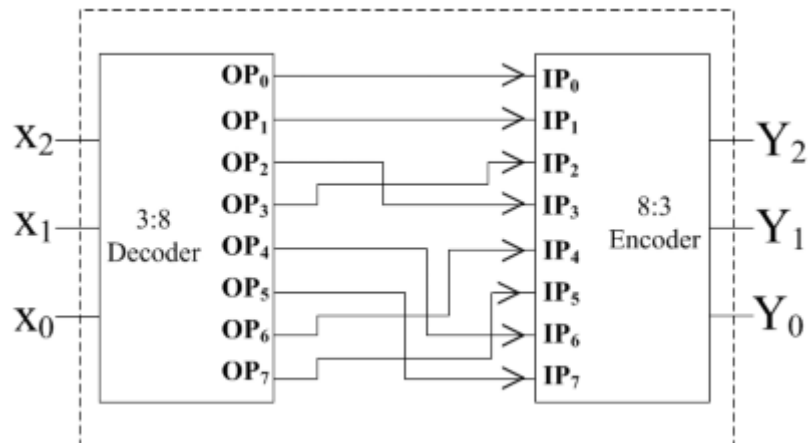 OP₀ IP₀
OP₁ IP₁
X₂ Y₂
OP₂ IP₂
OP₃ IP₃
X₁ 3:8 8:3 Y₁
Decoder Encoder
OP₄ IP₄
OP₅ IP₅
X₀ Y₀
OP₆ IP₆
OP₇ IP₇